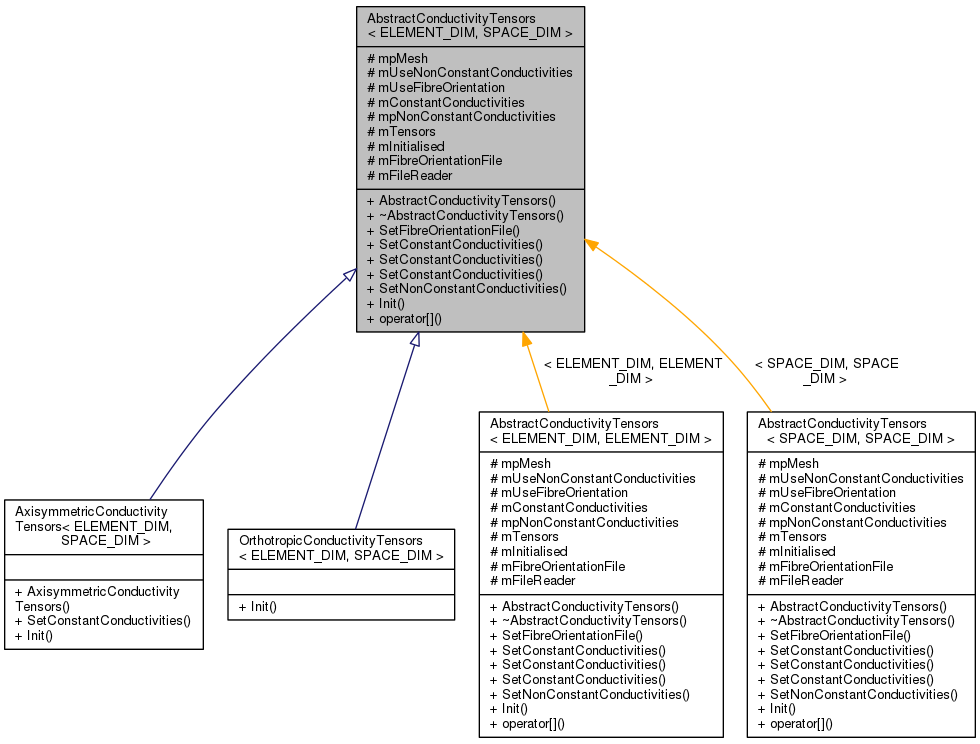 AbstractConductivityTensors
< ELEMENT_DIM, SPACE_DIM >
# mpMesh
# mUseNonConstantConductivities
# mUseFibreOrientation
# mConstantConductivities
# mpNonConstantConductivities
# mTensors
# mInitialised
# mFibreOrientationFile
# mFileReader
+ AbstractConductivityTensors()
+ ~AbstractConductivityTensors()
+ SetFibreOrientationFile()
+ SetConstantConductivities()
+ SetConstantConductivities()
+ SetConstantConductivities()
+ SetNonConstantConductivities()
+ Init()
+ operator[]()
< ELEMENT_DIM, ELEMENT
_DIM >
< SPACE_DIM, SPACE
_DIM >
AxisymmetricConductivity
Tensors< ELEMENT_DIM,
SPACE_DIM >
+ AxisymmetricConductivity
Tensors()
+ SetConstantConductivities()
+ Init()
OrthotropicConductivityTensors
< ELEMENT_DIM, SPACE_DIM >
+ Init()
AbstractConductivityTensors
< ELEMENT_DIM, ELEMENT_DIM >
# mpMesh
# mUseNonConstantConductivities
# mUseFibreOrientation
# mConstantConductivities
# mpNonConstantConductivities
# mTensors
# mInitialised
# mFibreOrientationFile
# mFileReader
+ AbstractConductivityTensors()
+ ~AbstractConductivityTensors()
+ SetFibreOrientationFile()
+ SetConstantConductivities()
+ SetConstantConductivities()
+ SetConstantConductivities()
+ SetNonConstantConductivities()
+ Init()
+ operator[]()
AbstractConductivityTensors
< SPACE_DIM, SPACE_DIM >
# mpMesh
# mUseNonConstantConductivities
# mUseFibreOrientation
# mConstantConductivities
# mpNonConstantConductivities
# mTensors
# mInitialised
# mFibreOrientationFile
# mFileReader
+ AbstractConductivityTensors()
+ ~AbstractConductivityTensors()
+ SetFibreOrientationFile()
+ SetConstantConductivities()
+ SetConstantConductivities()
+ SetConstantConductivities()
+ SetNonConstantConductivities()
+ Init()
+ operator[]()